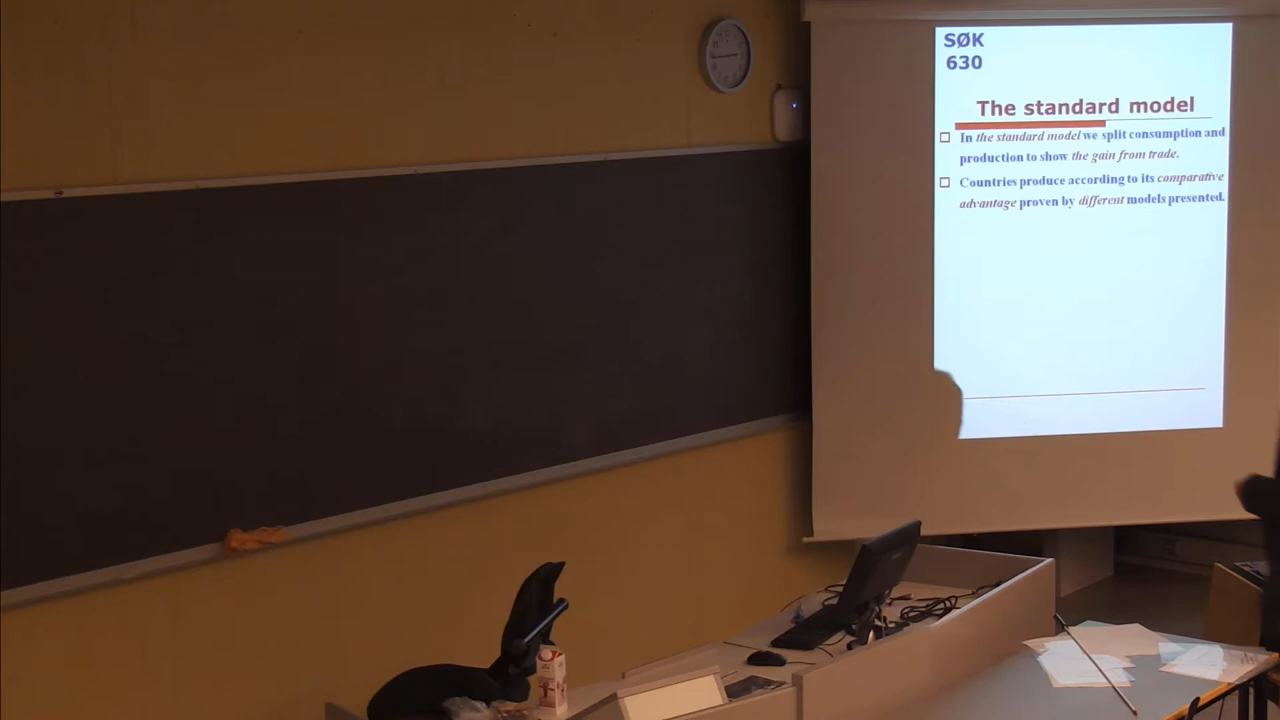 SØK
630
The standard model
In the standard model we split consumption and
production to show the gain from trade.
Countries produce according to its comparative
advantage proven by different models presented.